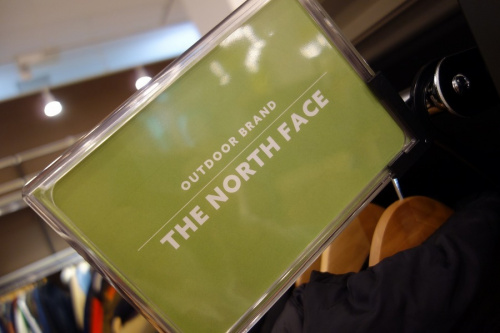 OUTDOOR BRAND
THE NORTH FACE